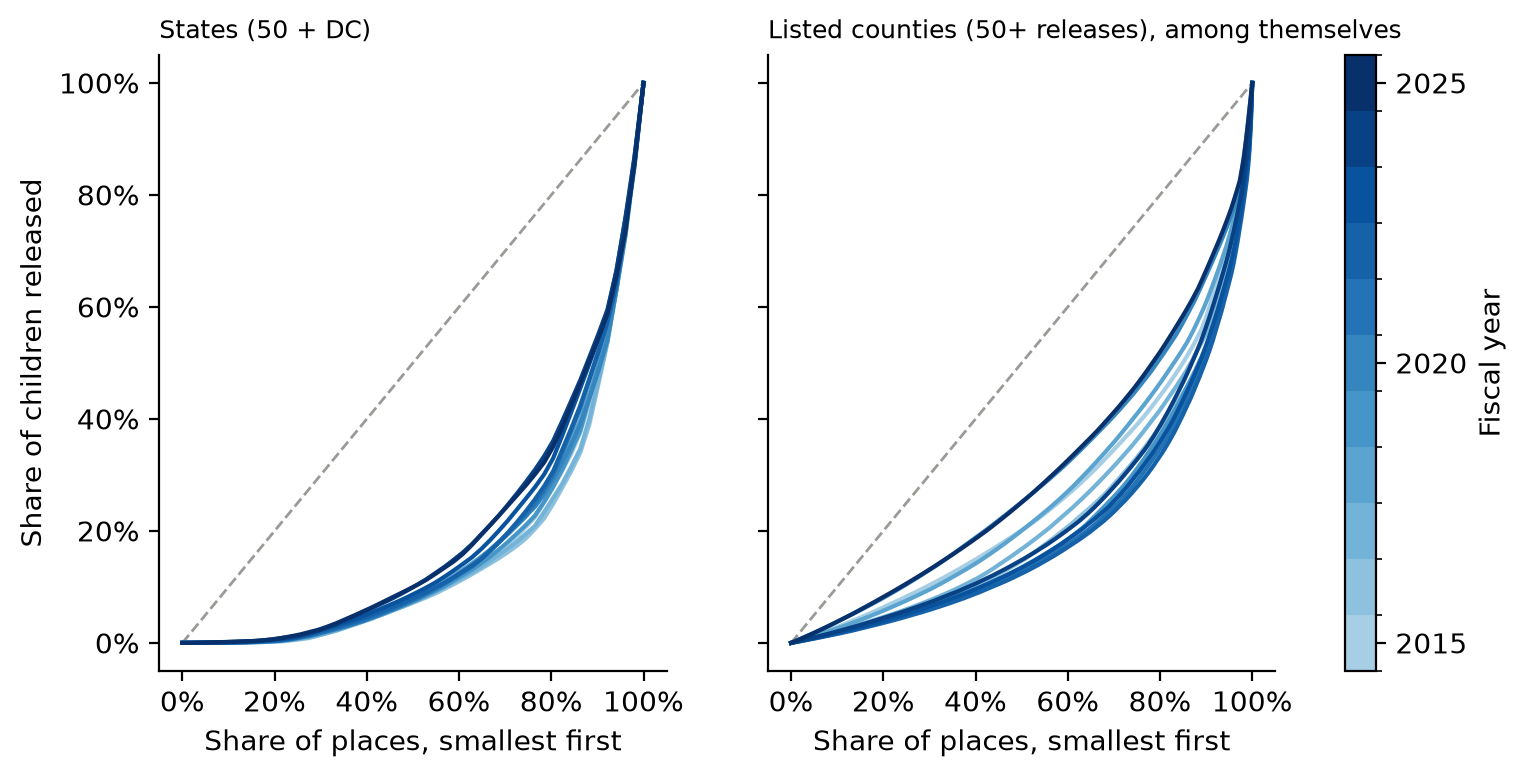 States (50 + DC)
Listed counties (50+ releases), among themselves
100%
80%
60%
40%
20%
0%
Share of children released
0% 20% 40% 60% 80% 100%
Share of places, smallest first
0% 20% 40% 60% 80% 100%
Share of places, smallest first
2025
2020
2015
Fiscal year